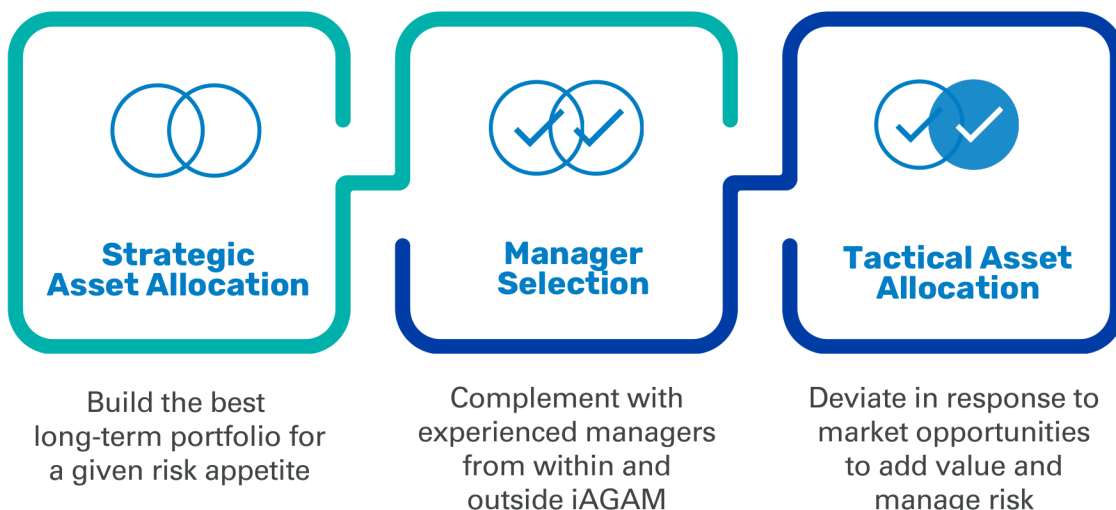 Strategic
Asset Allocation
Build the best
long-term portfolio for
a given risk appetite
Manager
Selection
Complement with
experienced managers
from within and
outside iAGAM
Tactical Asset
Allocation
Deviate in response to
market opportunities
to add value and
manage risk